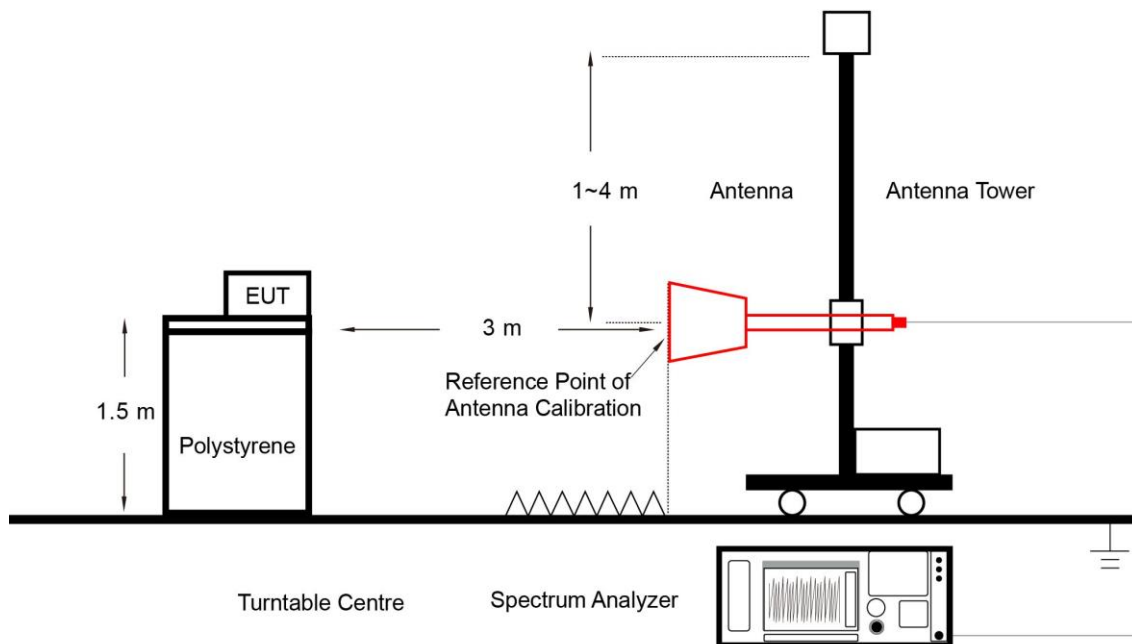 1~4 m
Antenna
Antenna Tower
EUT
3 m
Reference Point of
Antenna Calibration
1.5 m
Polystyrene
Turntable Centre
Spectrum Analyzer